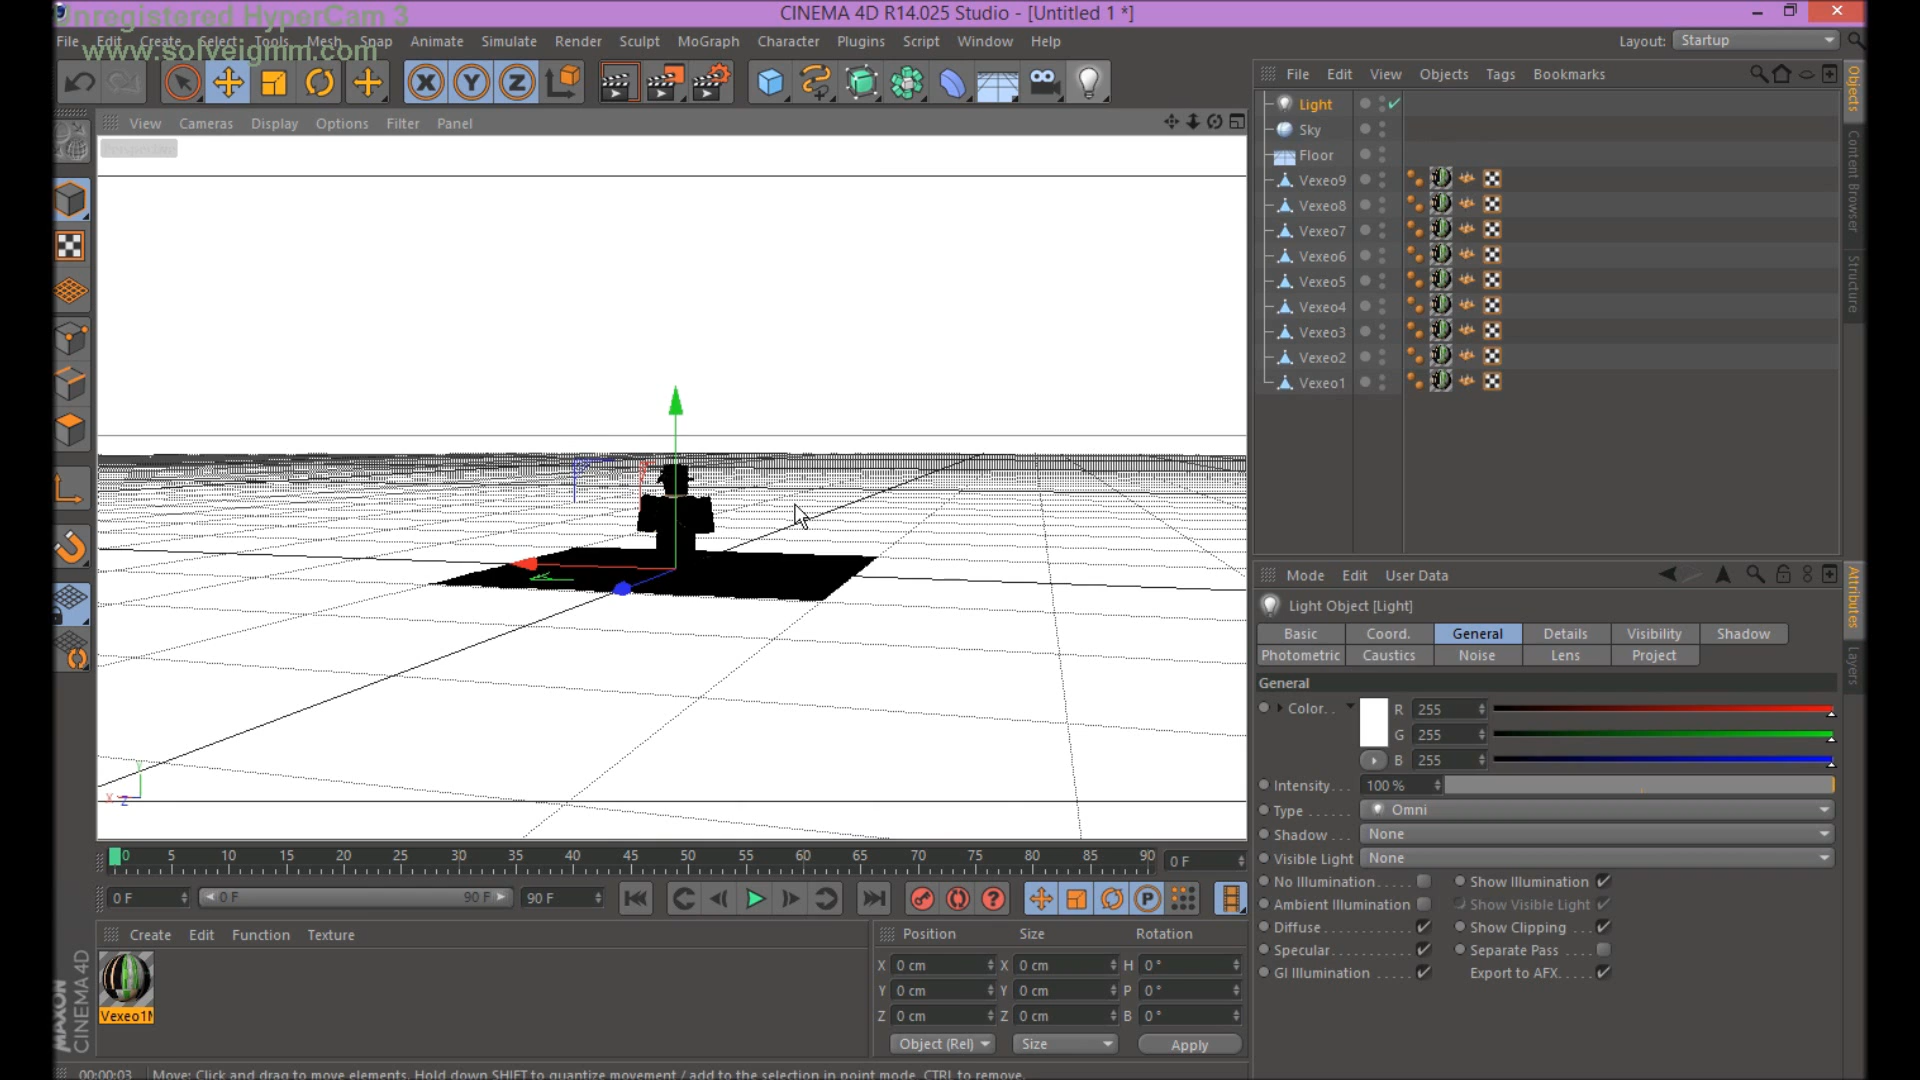 Unregistered HyperCam 3
www.solveigmm.com
CINEMA 4D R14.025 Studio - [Untitled 1 *]
File Edit Create Select Tools Mesh Snap Animate Simulate Render Sculpt MoGraph Character Plugins Script Window Help
Layout: Startup
File Edit View Objects Tags Bookmarks
View Cameras Display Options Filter Panel
Light
Sky
Floor
Vexeo9
Vexeo8
Vexeo7
Vexeo6
Vexeo5
Vexeo4
Vexeo3
Vexeo2
Vexeo1
Objects
Content Browser
Structure
X Y Z
Y
X Z
Mode Edit User Data
Attributes
Layers
Light Object [Light]
Basic Coord. General Details Visibility Shadow
Photometric Caustics Noise Lens Project
General
Color. . R 255
G 255
B 255
Intensity. . . 100 %
Type . . . . . . Omni
Shadow . . . None
Visible Light None
No Illumination. . . . . Show Illumination
Ambient Illumination Show Visible Light
Diffuse . . . . . . . . . . . . Show Clipping . . .
Specular. . . . . . . . . . . Separate Pass . . . .
GI Illumination . . . . . . Export to AFX. . . . .
0 5 10 15 20 25 30 35 40 45 50 55 60 65 70 75 80 85 90 0 F
0 F 0 F 90 F 90 F P
Create Edit Function Texture
Vexeo1
MAXON
CINEMA 4D
Position Size Rotation
X 0 cm X 0 cm H 0 °
Y 0 cm Y 0 cm P 0 °
Z 0 cm Z 0 cm B 0 °
Object (Rel) Size Apply
00:00:03 Move: Click and drag to move elements. Hold down SHIFT to quantize movement / add to the selection in point mode, CTRL to remove.